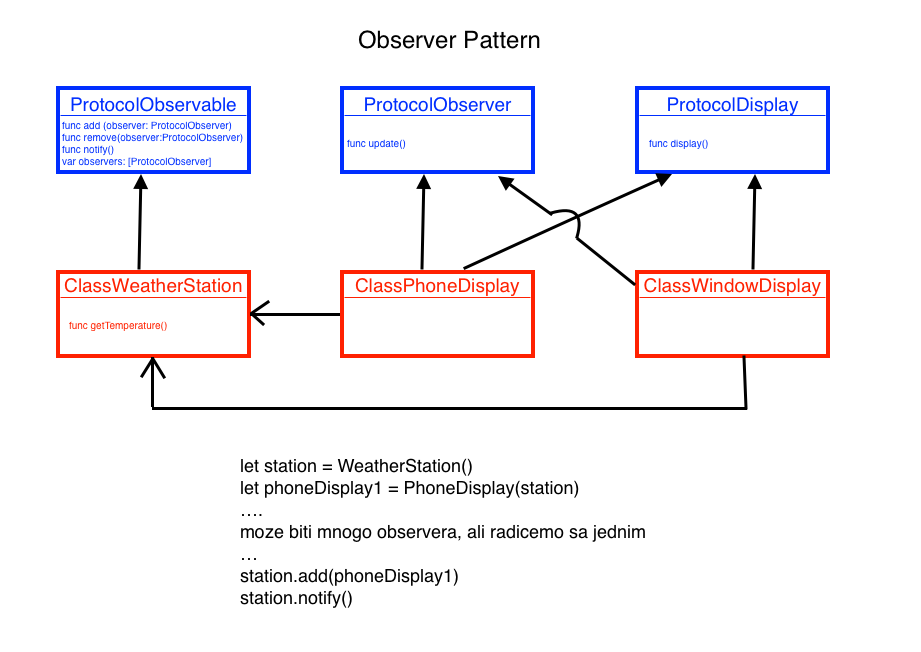 Observer Pattern
ProtocolObservable
func add (observer: ProtocolObserver)
func remove(observer:ProtocolObserver)
func notify()
var observers: [ProtocolObserver]
ProtocolObserver
func update()
ProtocolDisplay
func display()
ClassWeatherStation
func getTemperature()
ClassPhoneDisplay
ClassWindowDisplay
let station = WeatherStation()
let phoneDisplay1 = PhoneDisplay(station)
….
moze biti mnogo observera, ali radicemo sa jednim
…
station.add(phoneDisplay1)
station.notify()